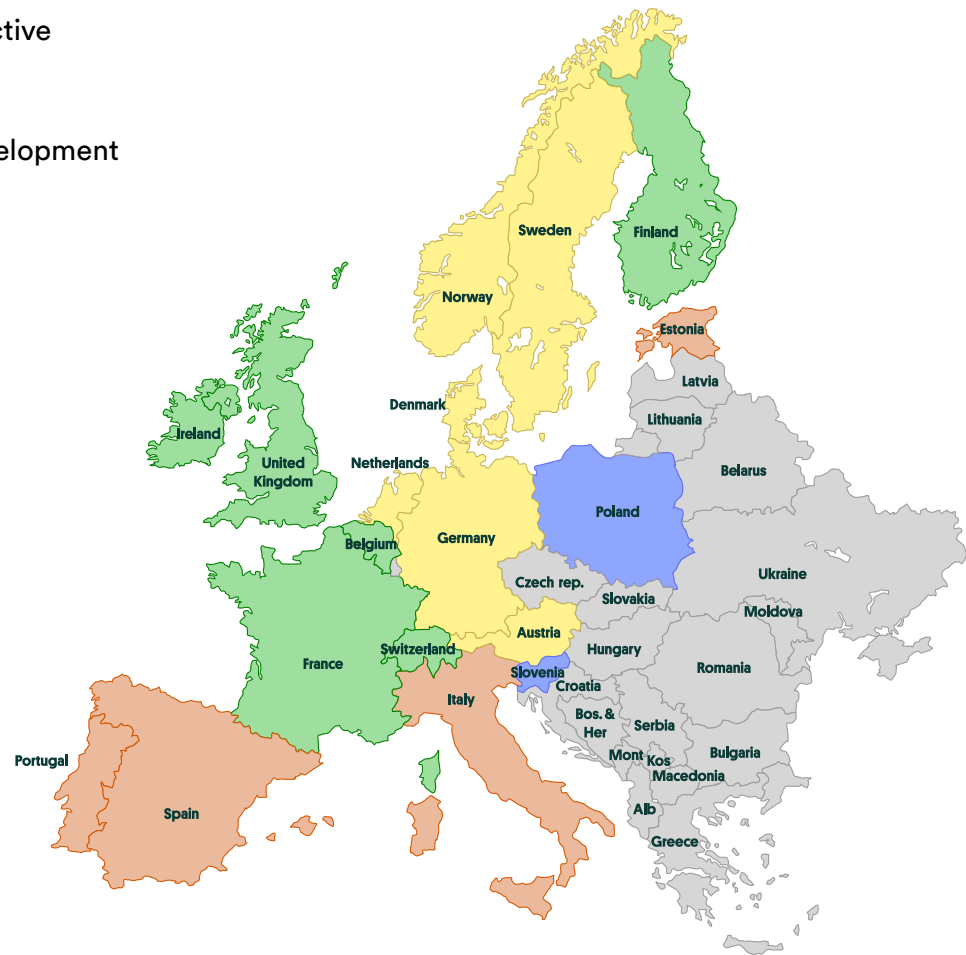 ctive
elopment
Sweden
Finland
Norway
Estonia
Latvia
Denmark
Lithuania
Ireland
United
Kingdom
Netherlands
Belarus
Poland
Belgium
Germany
Ukraine
Czech rep.
Slovakia
Moldova
Austria
Switzerland
Hungary
France
Romania
Slovenia
Croatia
Italy
Bos. &
Her
Serbia
Portugal
Mont
Kos
Bulgaria
Macedonia
Spain
Alb
Greece